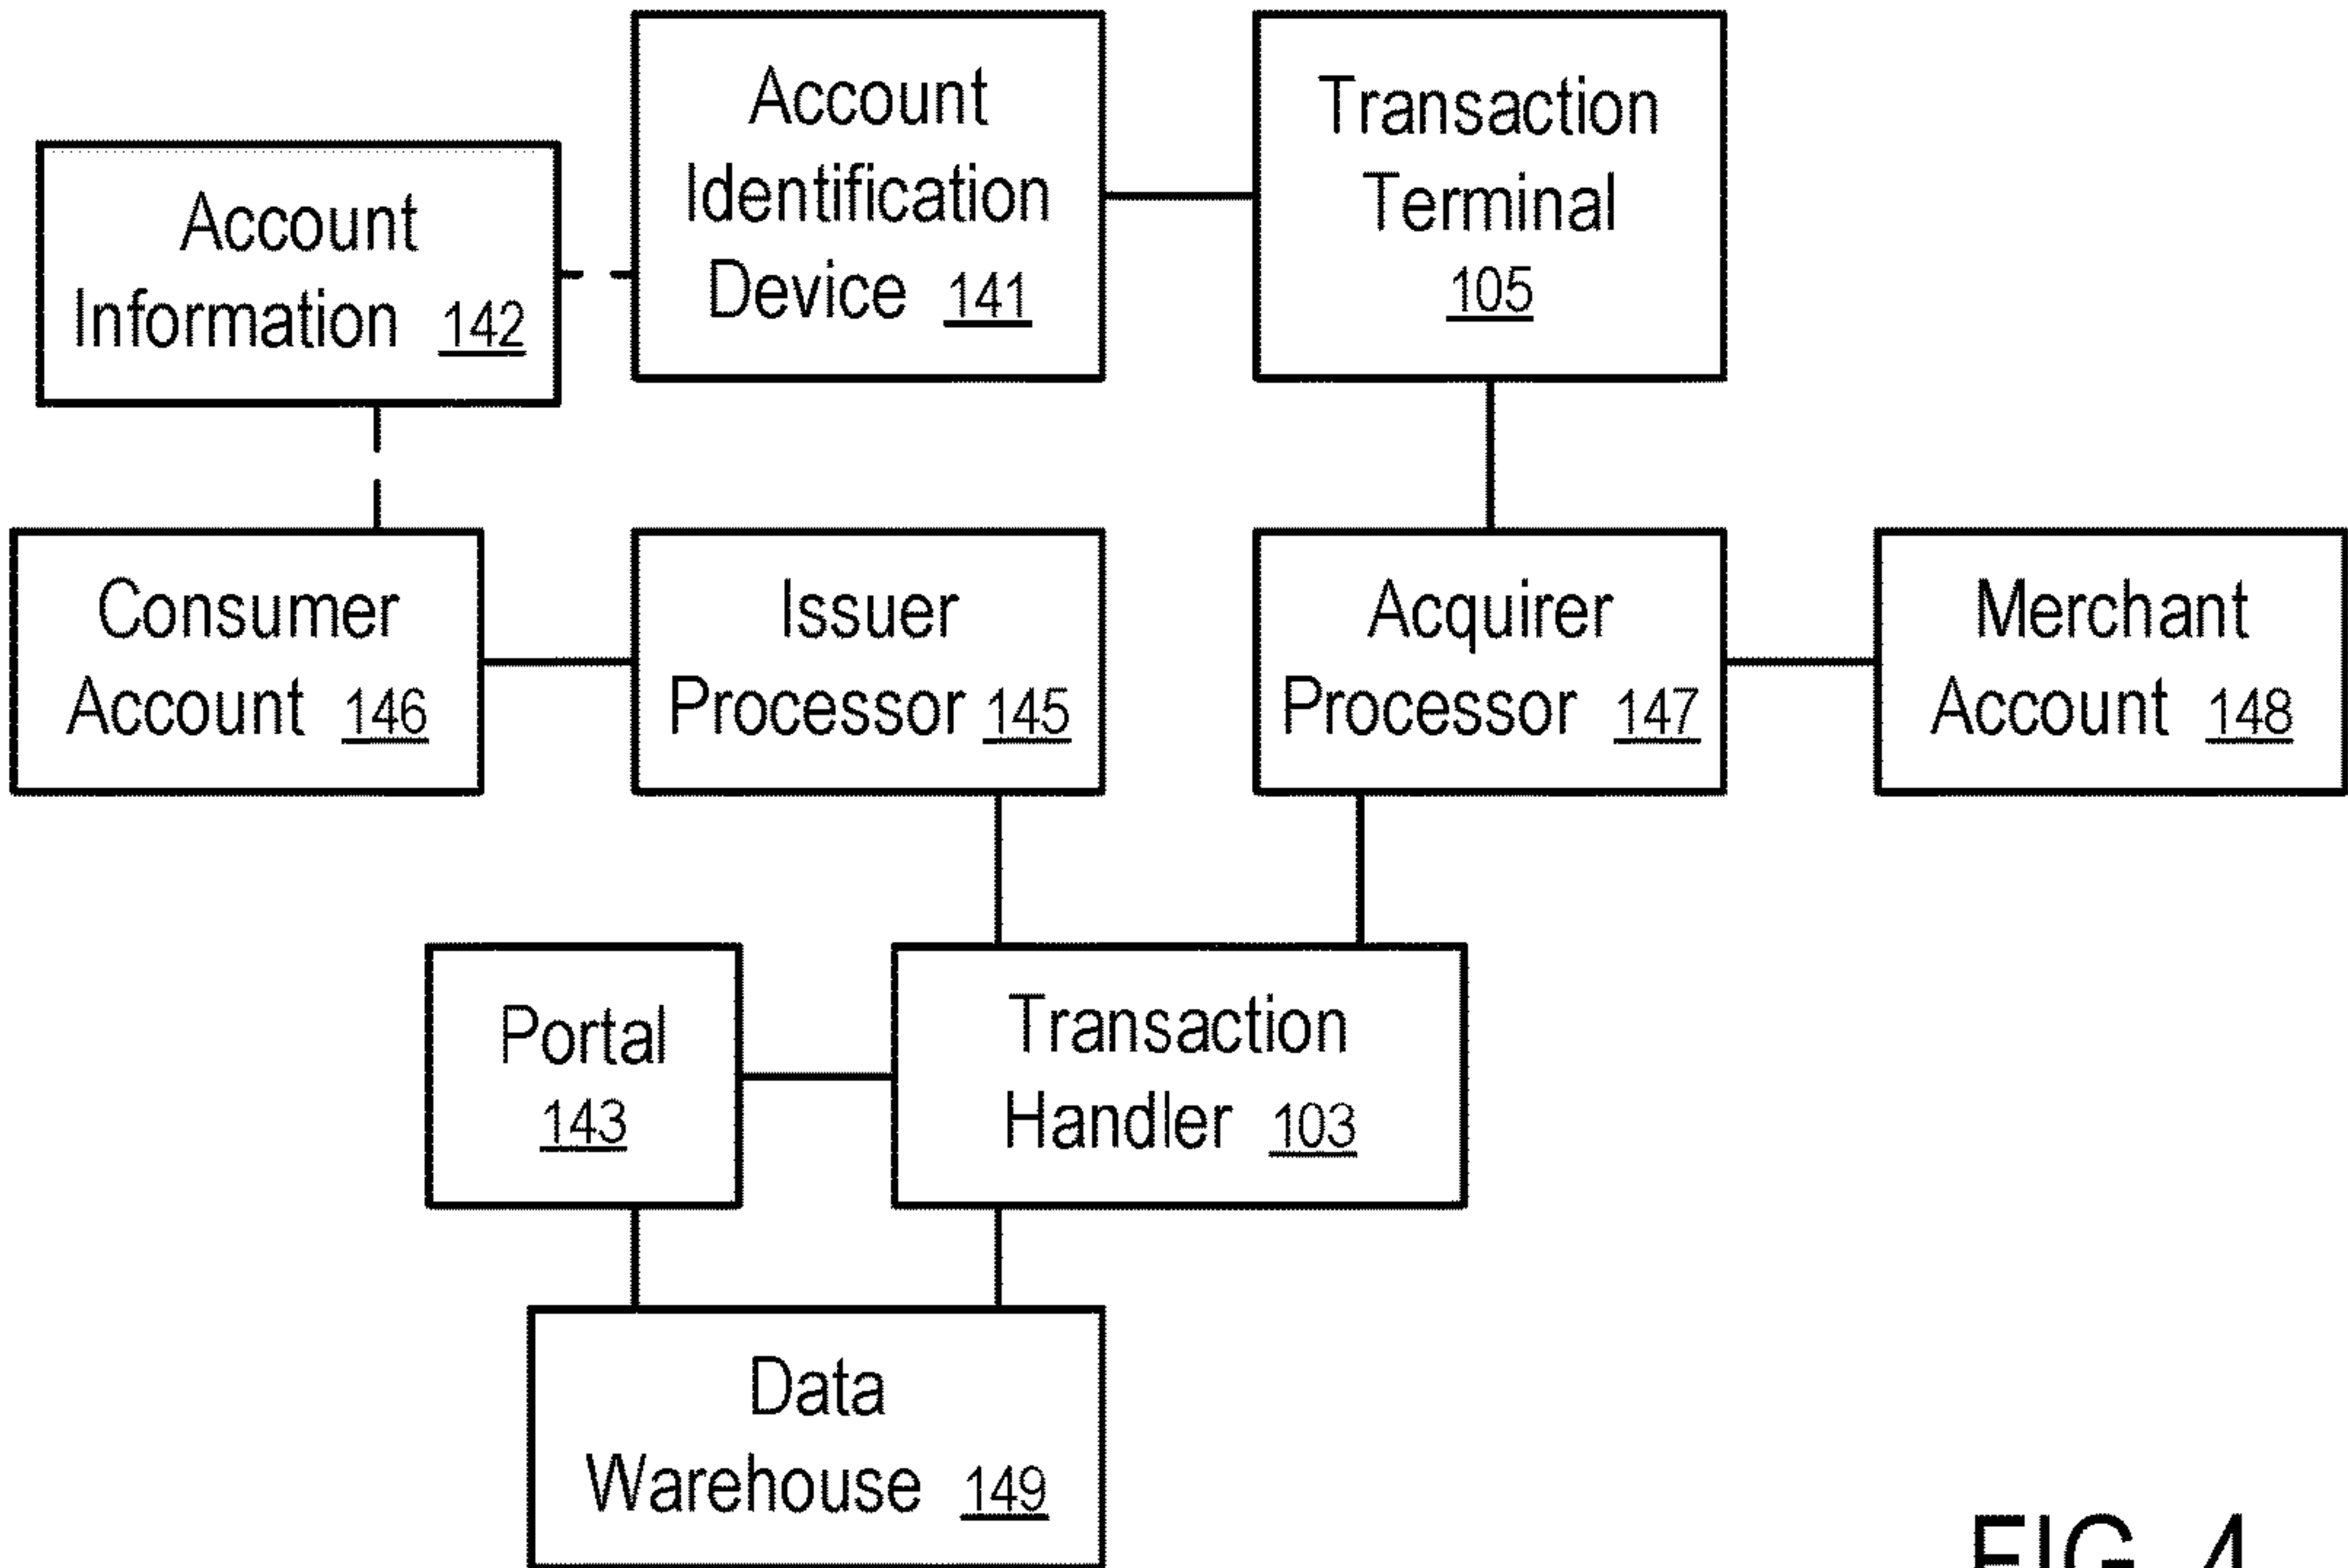 Account
Identification
Device 141
Transaction
Terminal
105
Account
Information 142
Consumer
Account 146
Issuer
Processor 145
Acquirer
Processor 147
Merchant
Account 148
Portal
143
Transaction
Handler 103
Data
Warehouse 149
FIG. 4